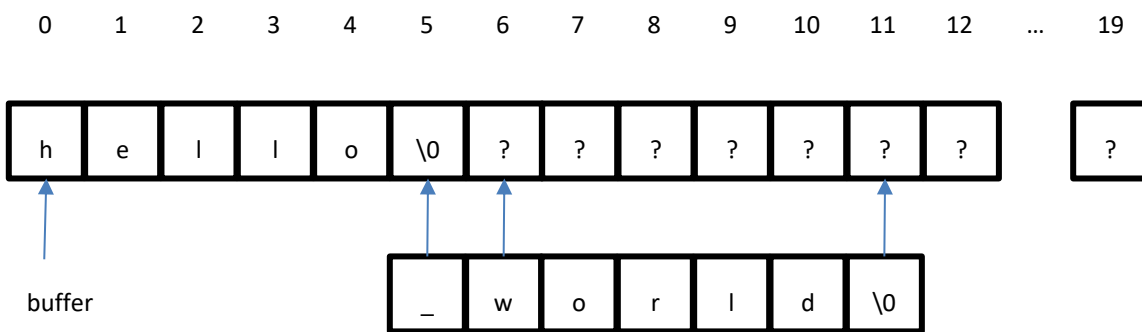 0 1 2 3 4 5 6 7 8 9 10 11 12 … 19
h e l l o \0 ? ? ? ? ? ? ? ?
buffer _ w o r l d \0